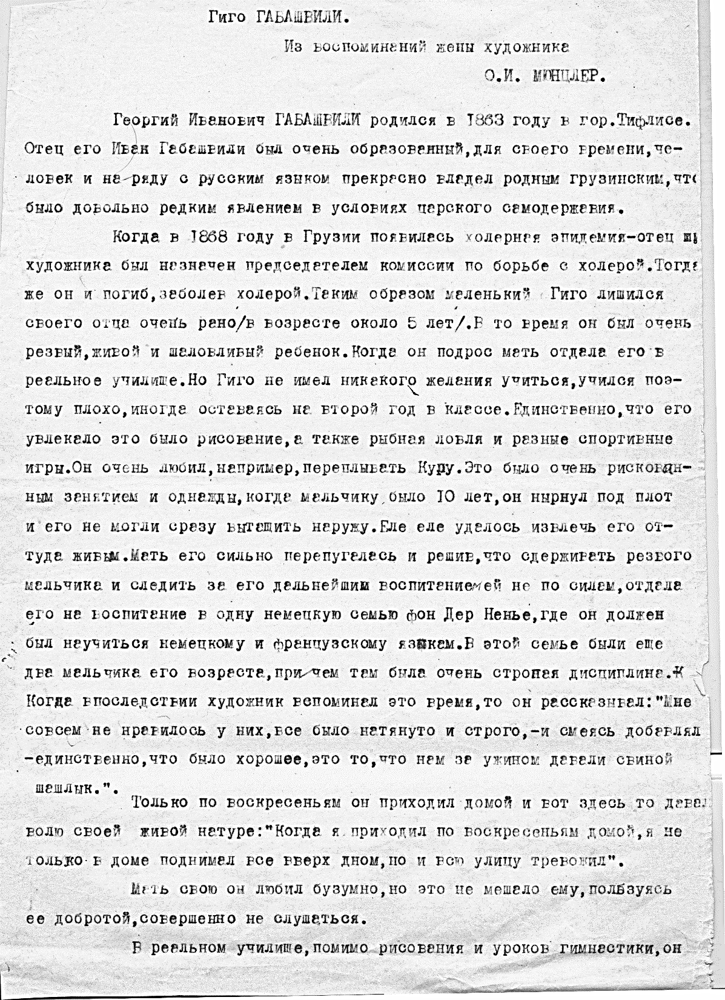 Гиго ГАБАШВИЛИ.
Из воспоминаний жены художника
О.И. МЮНЦЛЕР.
Георгий Иванович ГАБАШВИЛИ родился в 1863 году в гор.Тифлисе.
Отец его Иван Габашвили был очень образованный,для своего времени,че-
ловек и на-ряду с русским языком прекрасно владел родным грузинским,что
было довольно редким явлением в условиях царского самодержавия.
Когда в 1868 году в Грузии появилась холерная эпидемия-отец
художника был назначен председателем комиссии по борьбе с холерой.Тогда
же он и погиб,заболев холерой.Таким образом маленький Гиго лишился
своего отца очень рано/в возрасте около 5 лет/.В то время он был очень
резвый,живой и шаловливый ребенок.Когда он подрос мать отдала его в
реальное училище.Но Гиго не имел никакого желания учиться,учился поэ-
тому плохо,иногда оставаясь на второй год в классе.Единственно,что его
увлекало это было рисование,а также рыбная ловля и разные спортивные
игры.Он очень любил,например,переплывать Куру.Это было очень рискован-
ным занятием и однажды,когда мальчику было 10 лет,он нырнул под плот
и его не могли сразу вытащить наружу.Еле еле удалось извлечь его от-
туда живым.Мать его сильно перепугалась и решив,что сдерживать резвого
мальчика и следить за его дальнейшим воспитанием ей не по силам,отдала
его на воспитание в одну немецкую семью фон Дер Ненье,где он должен
был научиться немецкому и французскому языкам.В этой семье были еще
два мальчика его возраста,при чем там была очень строгая дисциплина.К
Когда впоследствии художник вспоминал это время,то он рассказывал:"Мне
совсем не нравилось у них,все было натянуто и строго,-и смеясь добавлял
-единственно,что было хорошее,это то,что нам за ужином давали свиной
шашлык.".
Только по воскресеньям он приходил домой и вот здесь то давал
волю своей живой натуре:"Когда я приходил по воскресеньям домой,я не
только в доме поднимал все вверх дном,но и всю улицу тревожил".
Мать свою он любил бузумно,но это не мешало ему,пользуясь
ее добротой,совершенно не слушаться.
В реальном училище,помимо рисования и уроков гимнастики,он